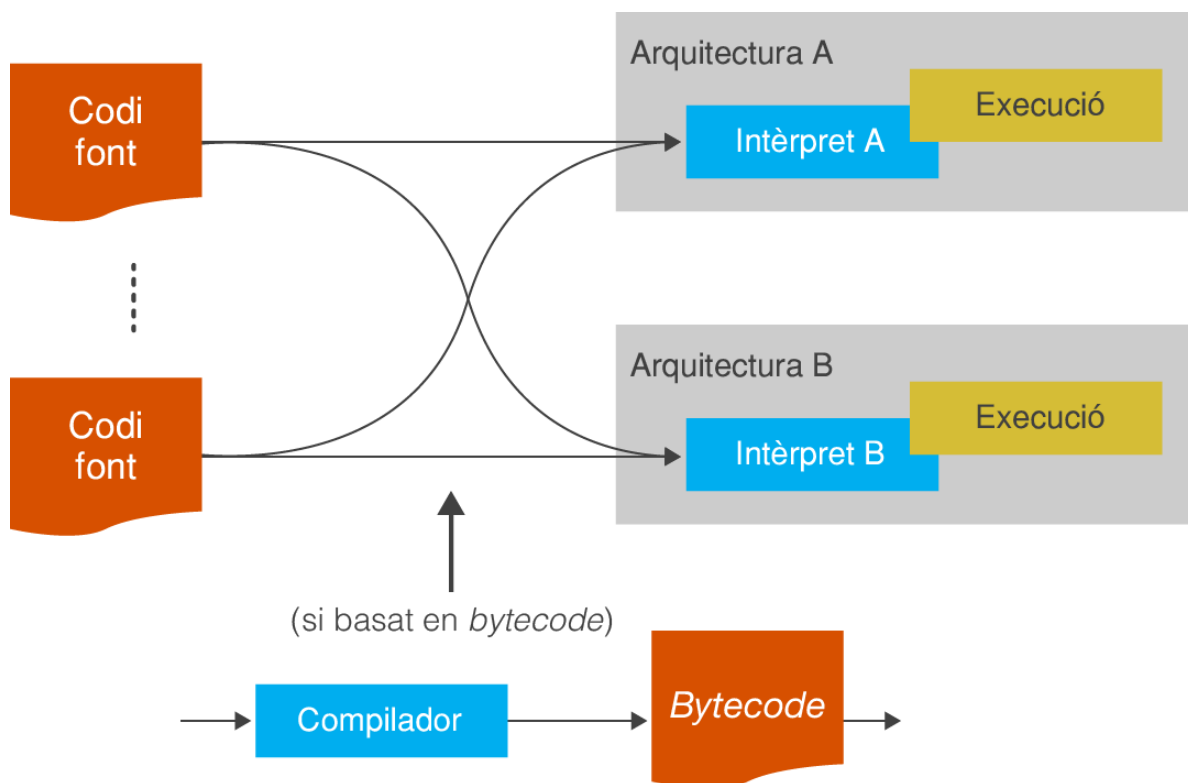 Arquitectura A
Codi
font
Execució
Intèrpret A
Arquitectura B
Codi
font
Execució
Intèrpret B
(si basat en bytecode)
Compilador
Bytecode